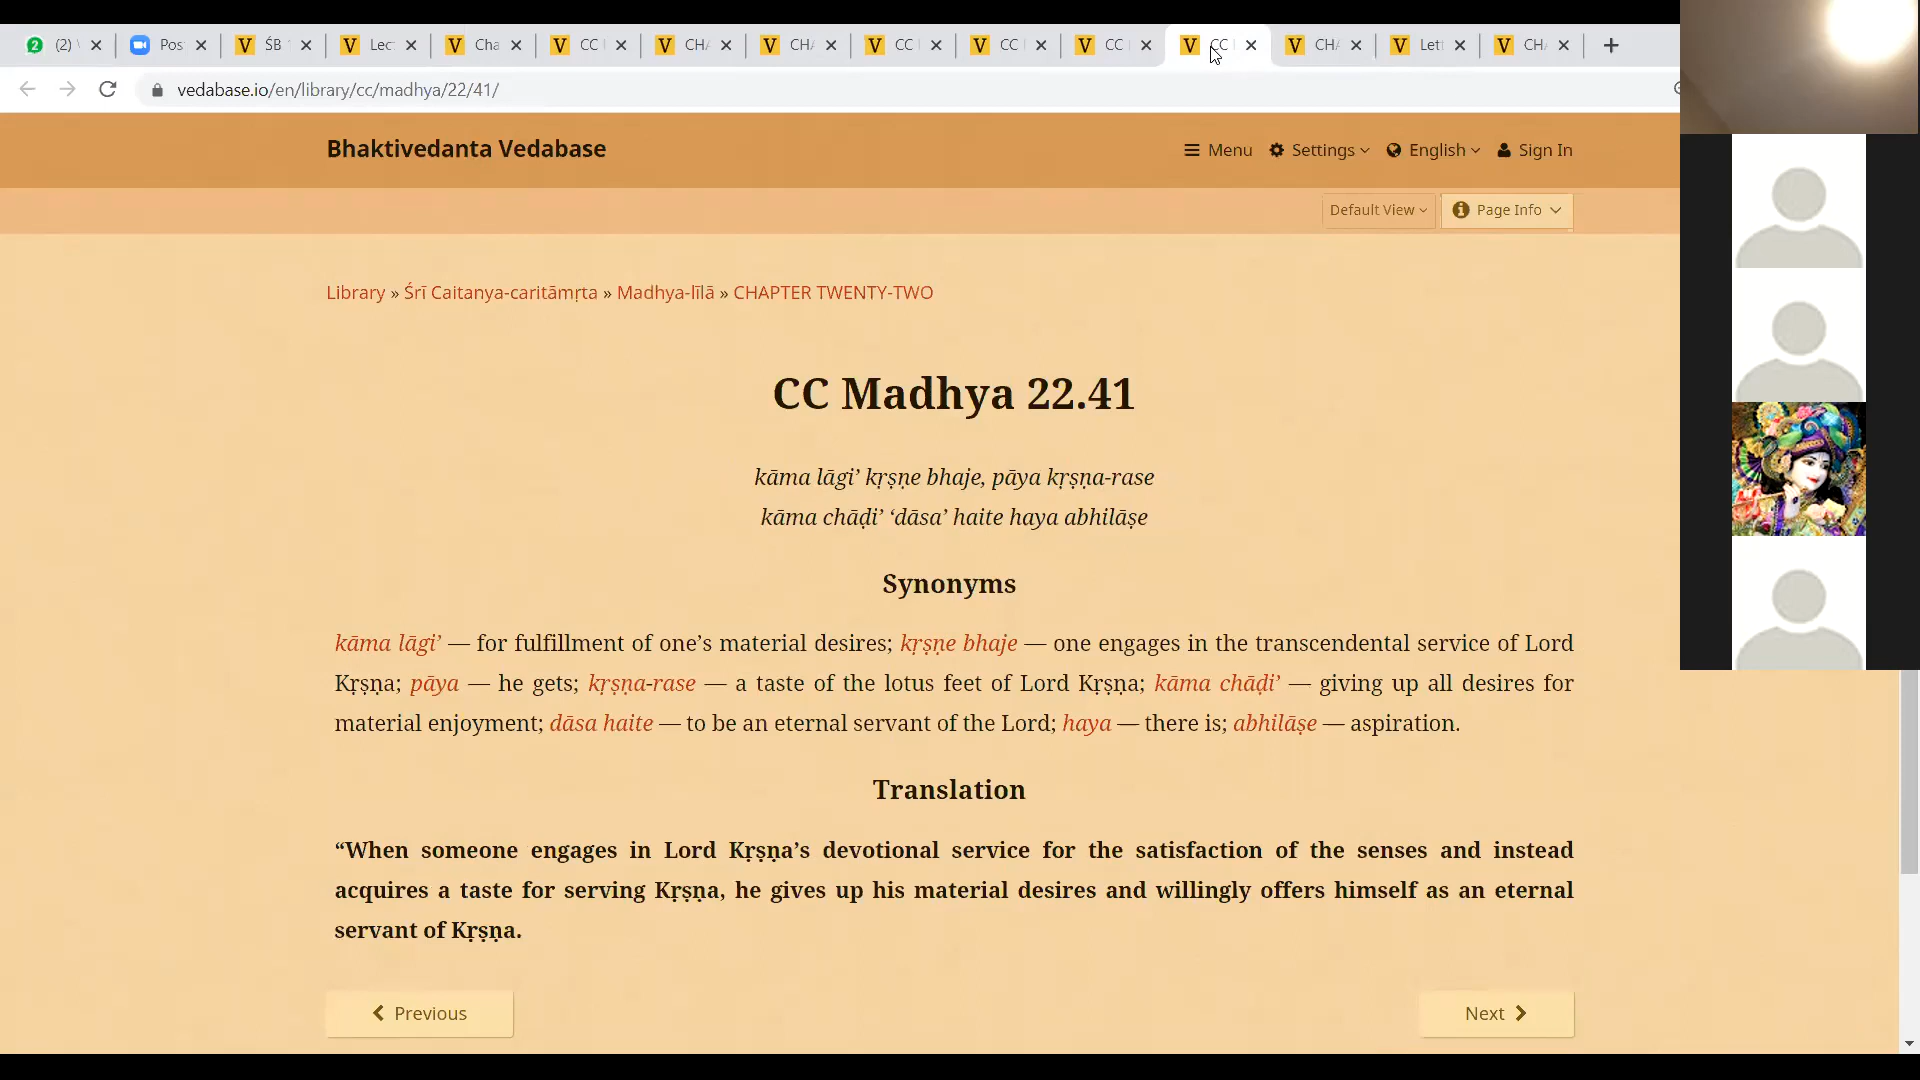 (2) Pos ŚB Lec Cha CC CHA CHA CC CC CC CC CHA Lett CHA
vedabase.io/en/library/cc/madhya/22/41/
Bhaktivedanta Vedabase
Menu Settings English Sign In
Default View Page Info
Library » Śrī Caitanya-caritāmṛta » Madhya-līlā » CHAPTER TWENTY-TWO
CC Madhya 22.41
kāma lāgi’ kṛṣṇe bhaje, pāya kṛṣṇa-rase
kāma chāḍi’ ‘dāsa’ haite haya abhilāṣe
Synonyms
kāma lāgi’ — for fulfillment of one’s material desires; kṛṣṇe bhaje — one engages in the transcendental service of Lord
Kṛṣṇa; pāya — he gets; kṛṣṇa-rase — a taste of the lotus feet of Lord Kṛṣṇa; kāma chāḍi’ — giving up all desires for
material enjoyment; dāsa haite — to be an eternal servant of the Lord; haya — there is; abhilāṣe — aspiration.
Translation
“When someone engages in Lord Kṛṣṇa’s devotional service for the satisfaction of the senses and instead
acquires a taste for serving Kṛṣṇa, he gives up his material desires and willingly offers himself as an eternal
servant of Kṛṣṇa.
Previous
Next